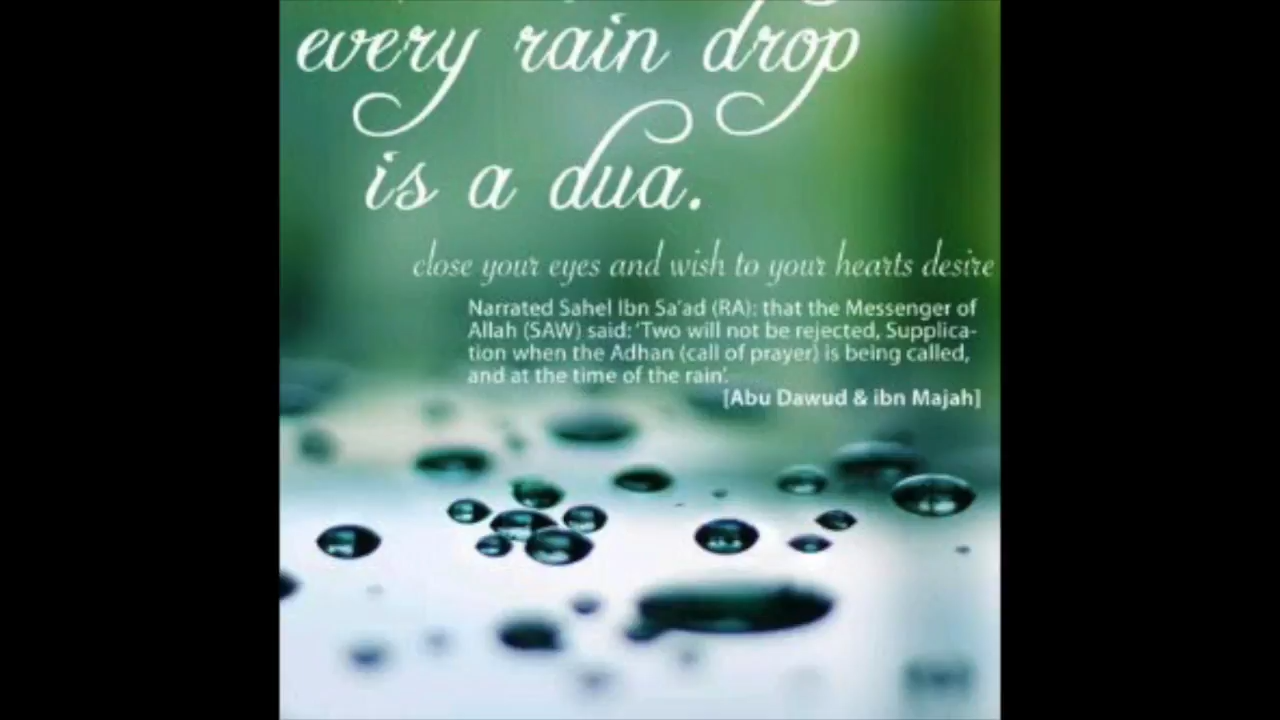 every rain drop
is a dua.
close your eyes and wish to your hearts desire
Narrated Sahel Ibn Sa'ad (RA): that the Messenger of
Allah (SAW) said: 'Two will not be rejected, Supplica-
tion when the Adhan (call of prayer) is being called,
and at the time of the rain'.
[Abu Dawud & ibn Majah]